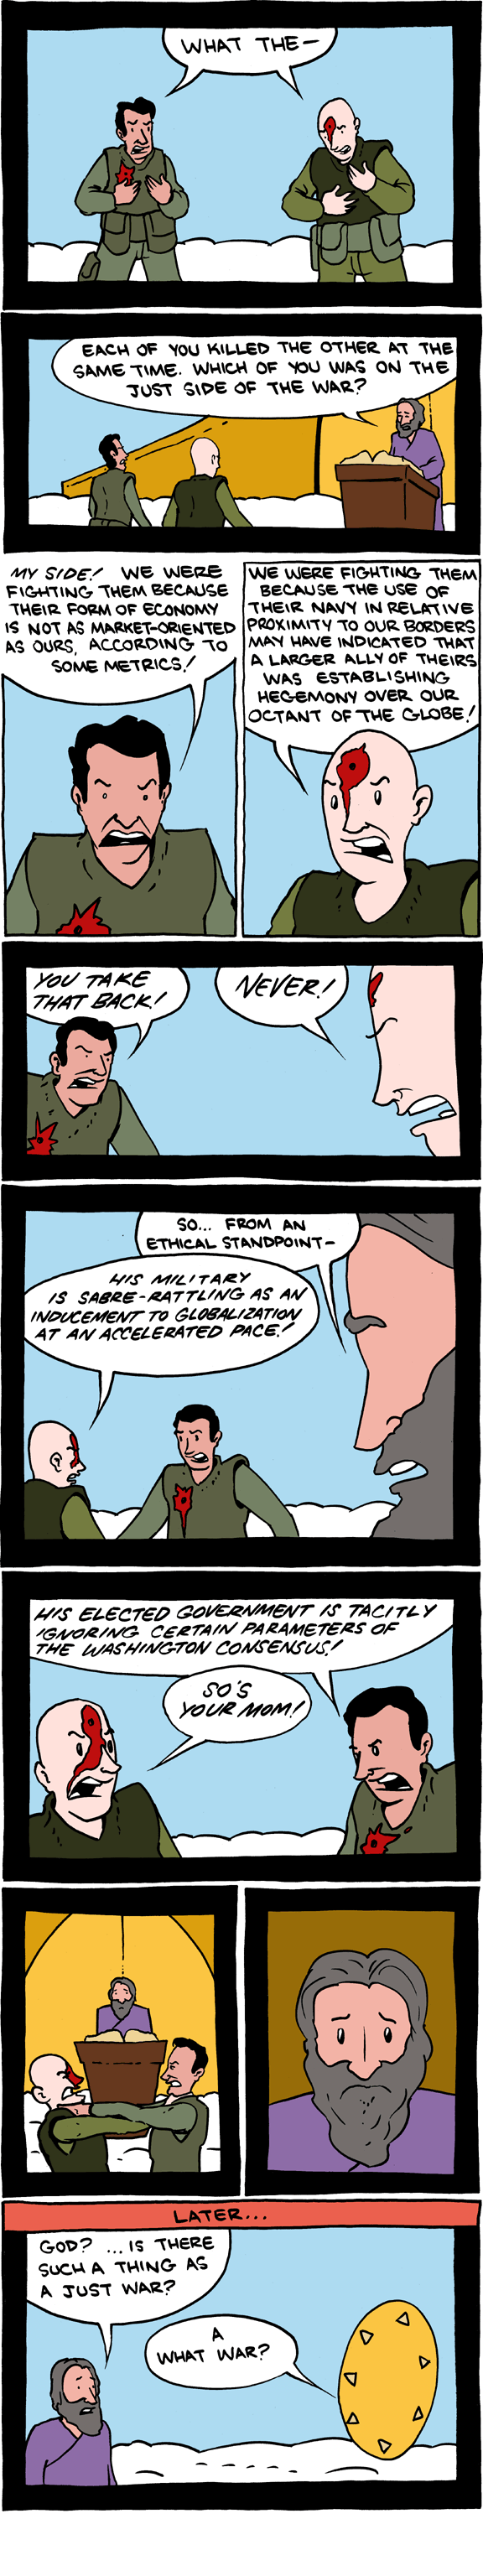 WHAT THE—
EACH OF YOU KILLED THE OTHER AT THE
SAME TIME. WHICH OF YOU WAS ON THE
JUST SIDE OF THE WAR?
MY SIDE! WE WERE
FIGHTING THEM BECAUSE
THEIR FORM OF ECONOMY
IS NOT AS MARKET-ORIENTED
AS OURS, ACCORDING TO
SOME METRICS!
WE WERE FIGHTING THEM
BECAUSE THE USE OF
THEIR NAVY IN RELATIVE
PROXIMITY TO OUR BORDERS
MAY HAVE INDICATED THAT
A LARGER ALLY OF THEIRS
WAS ESTABLISHING
HEGEMONY OVER OUR
OCTANT OF THE GLOBE!
YOU TAKE
THAT BACK!
NEVER!
SO... FROM AN
ETHICAL STANDPOINT—
HIS MILITARY
IS SABRE-RATTLING AS AN
INDUCEMENT TO GLOBALIZATION
AT AN ACCELERATED PACE!
HIS ELECTED GOVERNMENT IS TACITLY
IGNORING CERTAIN PARAMETERS OF
THE WASHINGTON CONSENSUS!
SO'S
YOUR MOM!
LATER...
GOD? ...IS THERE
SUCH A THING AS
A JUST WAR?
A
WHAT WAR?